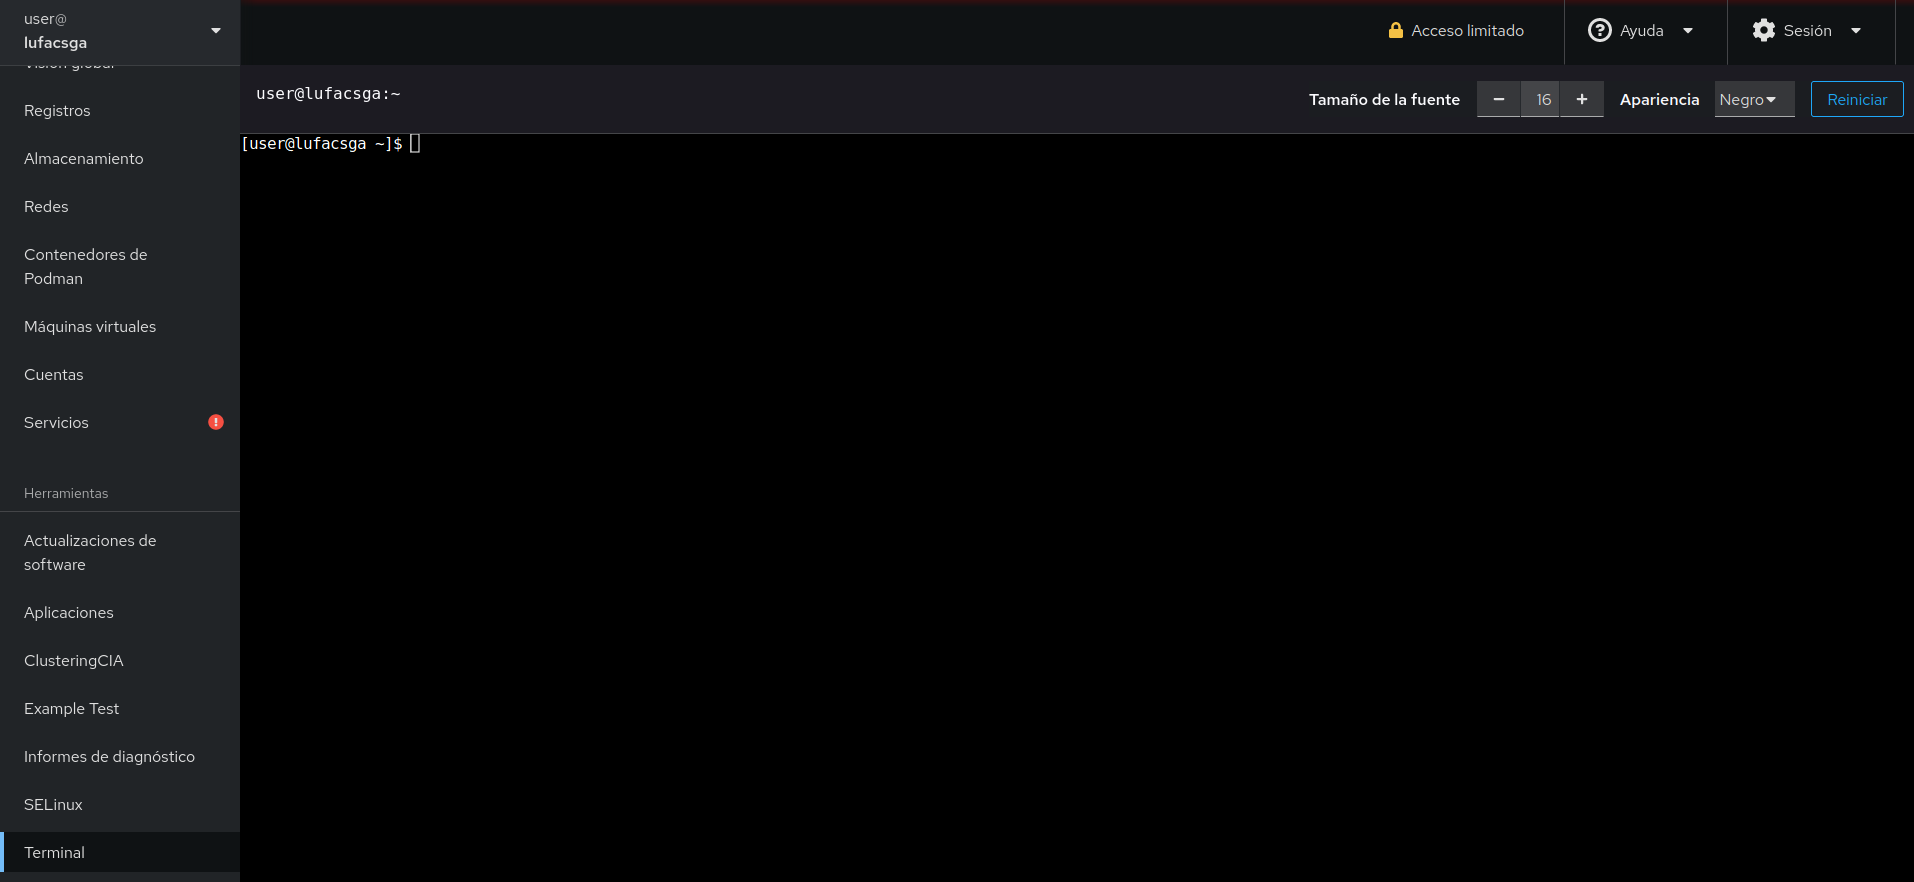 user@
lufacsga
Acceso limitado
Ayuda
Sesión
Visión global
Registros
Almacenamiento
Redes
Contenedores de
Podman
Máquinas virtuales
Cuentas
Servicios
Herramientas
Actualizaciones de
software
Aplicaciones
ClusteringCIA
Example Test
Informes de diagnóstico
SELinux
Terminal
user@lufacsga:~
Tamaño de la fuente
16
Apariencia
Negro
Reiniciar
[user@lufacsga ~]$